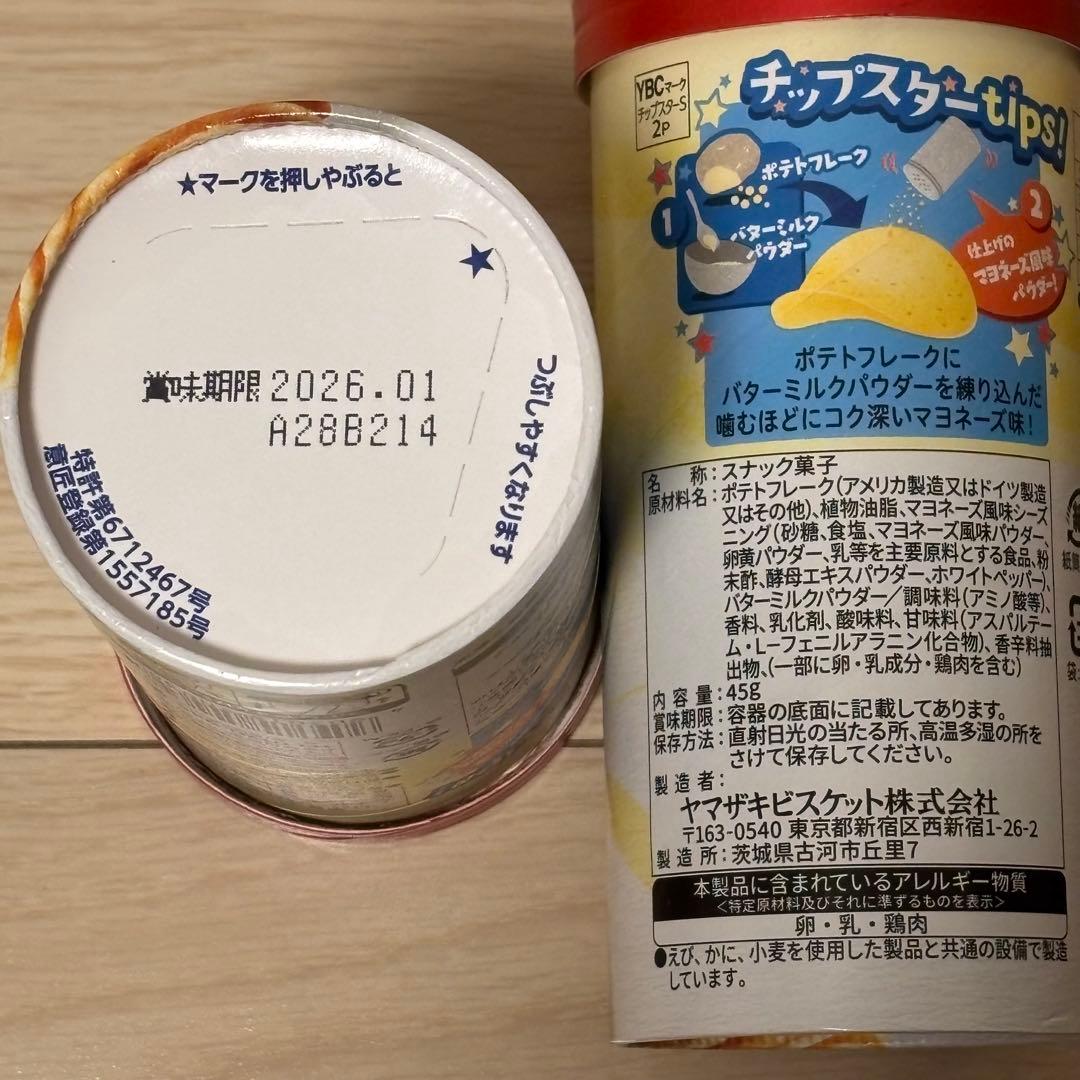 ★マークを押しやぶると
★
つぶしやすくなります
賞味期限 2026.01
A28B214
特許第6712467号
意匠登録第1557185号
YBCマーク
チップスターS
2P
チップスターtips!
1
ポテトフレーク
バターミルク
パウダー
2
仕上げの
マヨネーズ風味
パウダー!
ポテトフレークに
バターミルクパウダーを練り込んだ
噛むほどにコク深いマヨネーズ味!
名称:スナック菓子
原材料名:ポテトフレーク(アメリカ製造又はドイツ製造
又はその他)、植物油脂、マヨネーズ風味シーズ
ニング(砂糖、食塩、マヨネーズ風味パウダー、
卵黄パウダー、乳等を主要原料とする食品、粉
末酢、酵母エキスパウダー、ホワイトペッパー)、
バターミルクパウダー/調味料(アミノ酸等)、
香料、乳化剤、酸味料、甘味料(アスパルテー
ム・L-フェニルアラニン化合物)、香辛料抽
出物、(一部に卵・乳成分・鶏肉を含む)
内容量:45g
賞味期限:容器の底面に記載してあります。
保存方法:直射日光の当たる所、高温多湿の所を
さけて保存してください。
製造者:
ヤマザキビスケット株式会社
〒163-0540 東京都新宿区西新宿1-26-2
製造所:茨城県古河市丘里7
本製品に含まれているアレルギー物質
<特定原材料及びそれに準ずるものを表示>
卵・乳・鶏肉
●えび、かに、小麦を使用した製品と共通の設備で製造
しています。